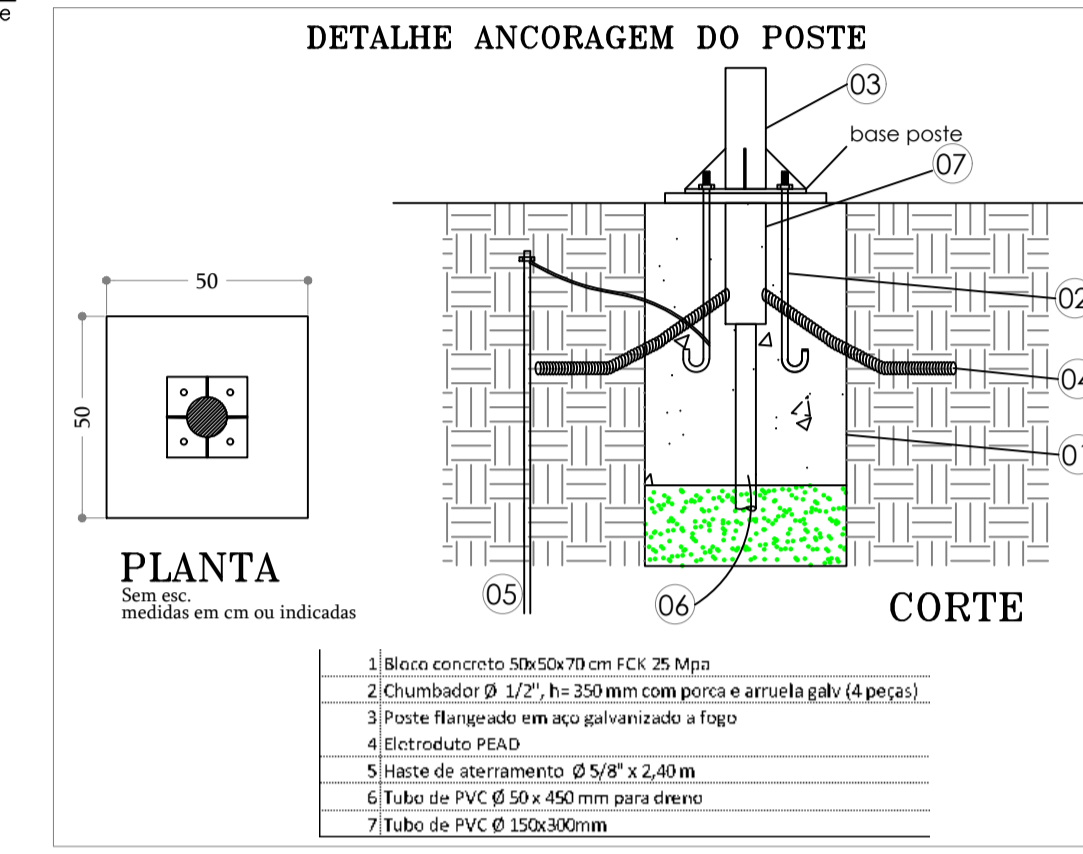 e
DETALHE ANCORAGEM DO POSTE
03
base poste
07
02
04
50
50
05
06
PLANTA
Sem esc.
medidas em cm ou indicadas
CORTE
1 Bloco concreto 50x50x70 cm FCK 25 Mpa
2 Chumbador Ø 1/2", h= 350 mm com porca e arruela galv (4 peças)
3 Poste flangeado em aço galvanizado a fogo
4 Eletroduto PEAD
5 Haste de aterramento Ø 5/8" x 2,40 m
6 Tubo de PVC Ø 50 x 450 mm para dreno
7 Tubo de PVC Ø 150x300mm